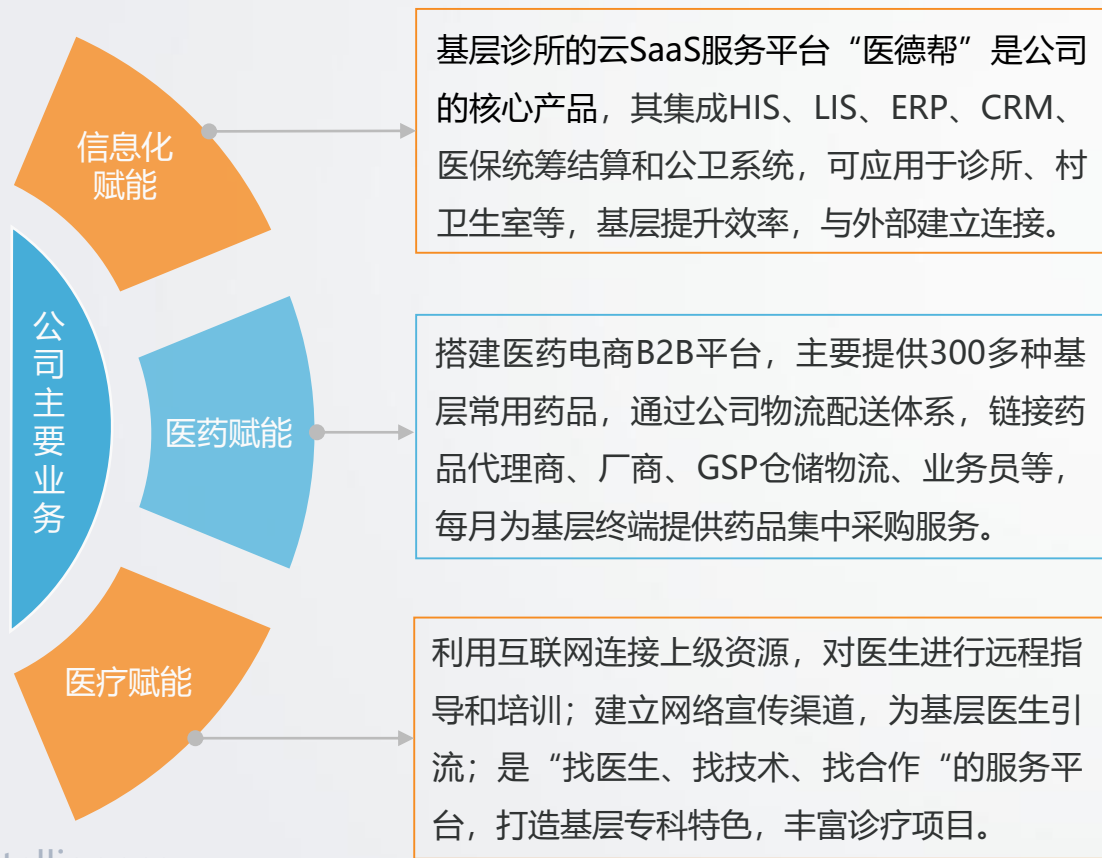 公司主要业务
信息化
赋能
基层诊所的云SaaS服务平台“医德帮”是公司
的核心产品，其集成HIS、LIS、ERP、CRM、
医保统筹结算和公卫系统，可应用于诊所、村
卫生室等，基层提升效率，与外部建立连接。
医药赋能
搭建医药电商B2B平台，主要提供300多种基
层常用药品，通过公司物流配送体系，链接药
品代理商、厂商、GSP仓储物流、业务员等，
每月为基层终端提供药品集中采购服务。
医疗赋能
利用互联网连接上级资源，对医生进行远程指
导和培训；建立网络宣传渠道，为基层医生引
流；是“找医生、找技术、找合作“的服务平
台，打造基层专科特色，丰富诊疗项目。